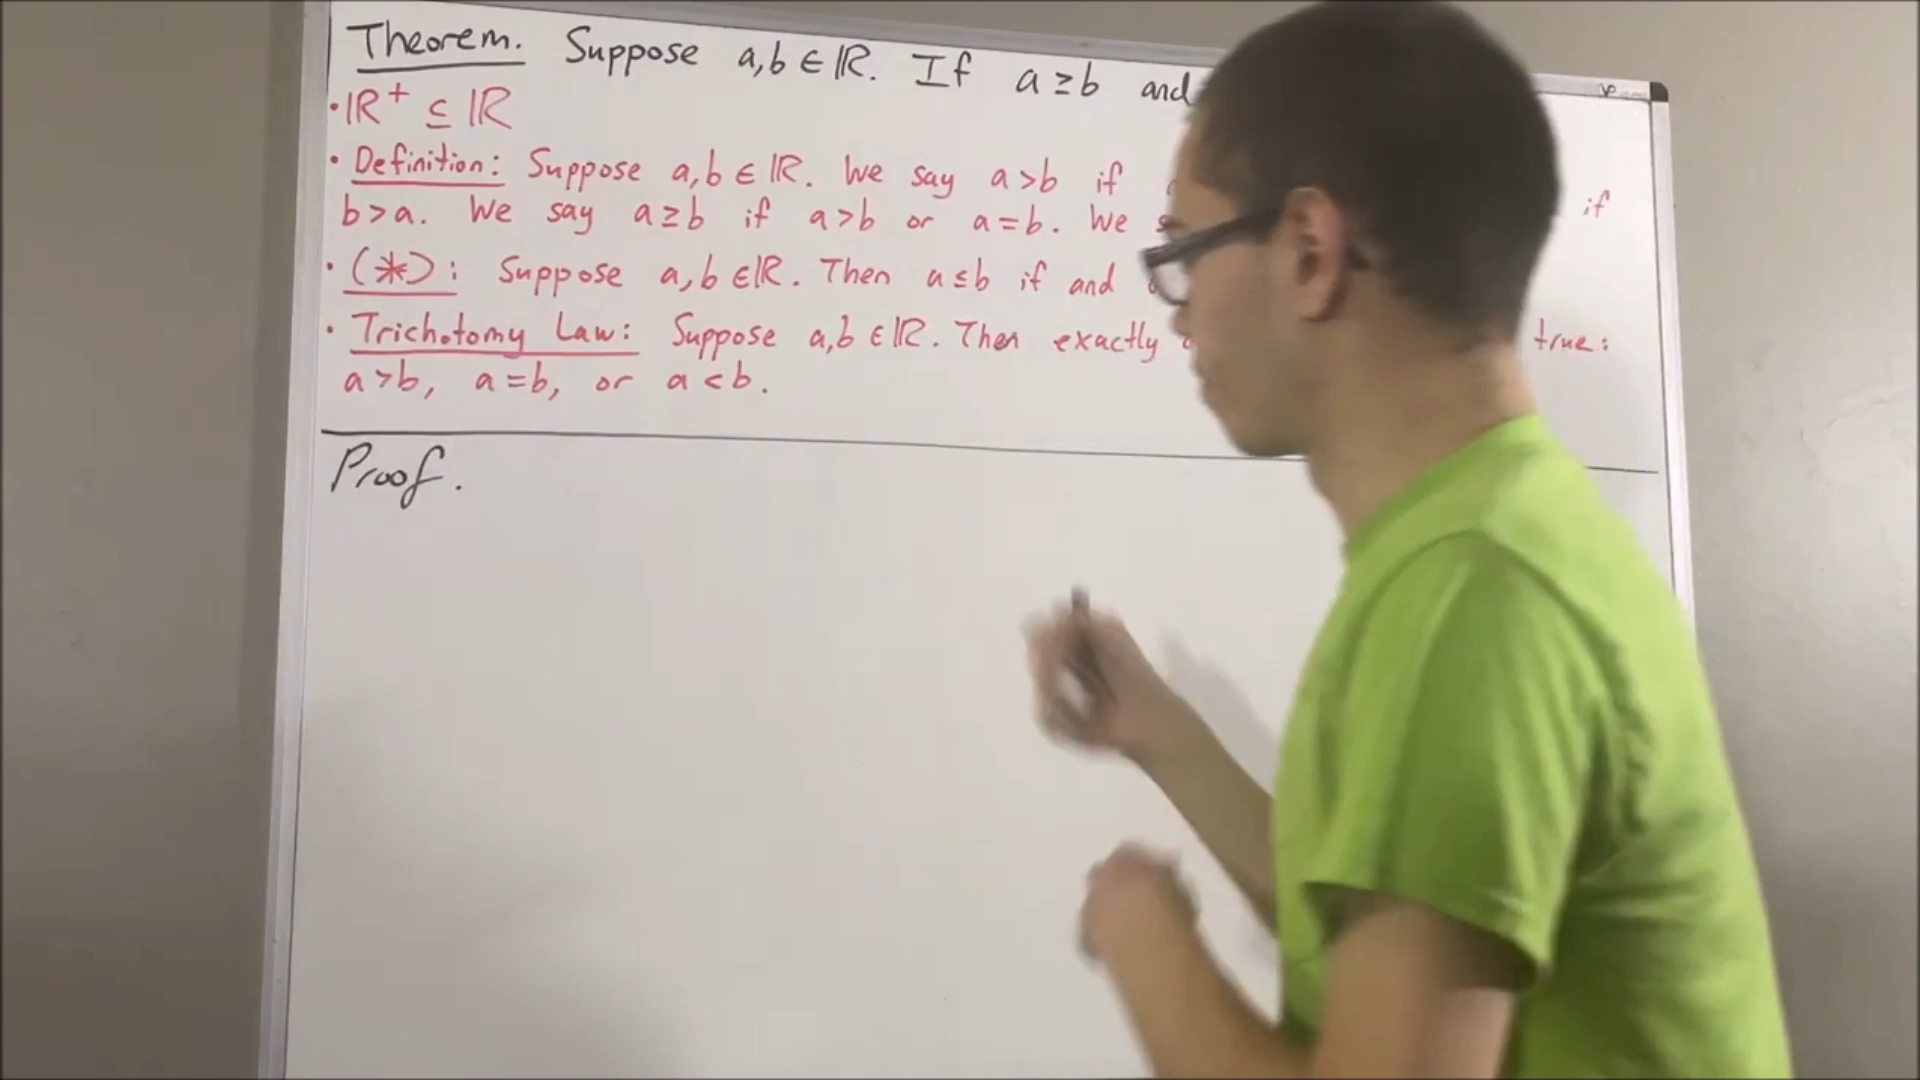 Theorem. Suppose a,b ∈ ℝ. If a ≥ b and
• ℝ⁺ ⊆ ℝ
• Definition: Suppose a,b ∈ ℝ. We say a > b if if
b > a. We say a ≥ b if a > b or a = b. We
• (*): Suppose a,b ∈ ℝ. Then a ≤ b if and
• Trichotomy Law: Suppose a,b ∈ ℝ. Then exactly true:
a > b, a = b, or a < b.
Proof.